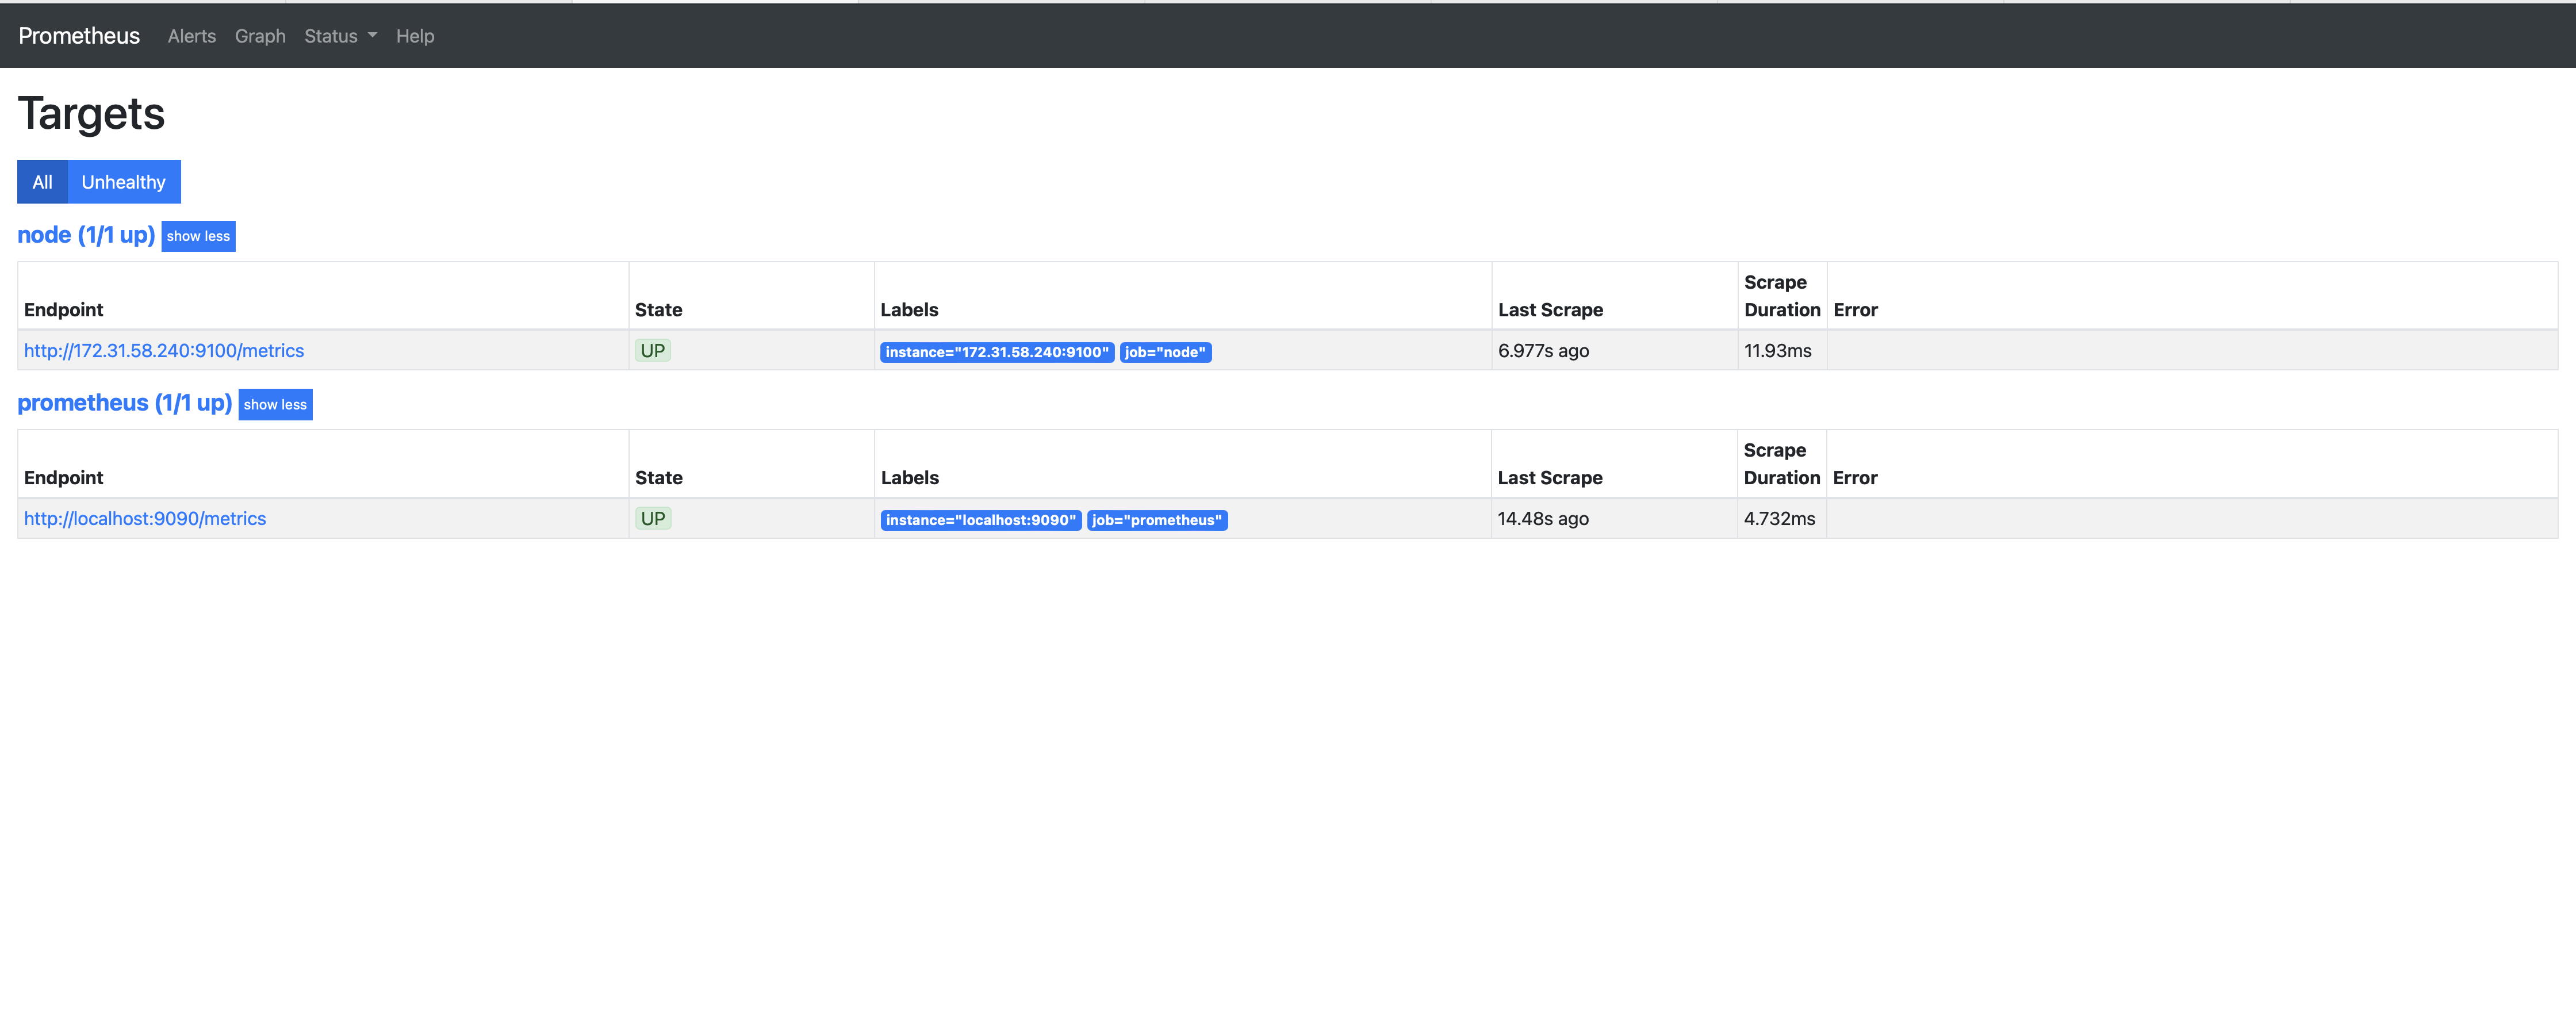 Prometheus Alerts Graph Status Help
Targets
All Unhealthy
node (1/1 up) show less
Endpoint State Labels Last Scrape Scrape Duration Error
http://172.31.58.240:9100/metrics UP instance="172.31.58.240:9100" job="node" 6.977s ago 11.93ms
prometheus (1/1 up) show less
Endpoint State Labels Last Scrape Scrape Duration Error
http://localhost:9090/metrics UP instance="localhost:9090" job="prometheus" 14.48s ago 4.732ms